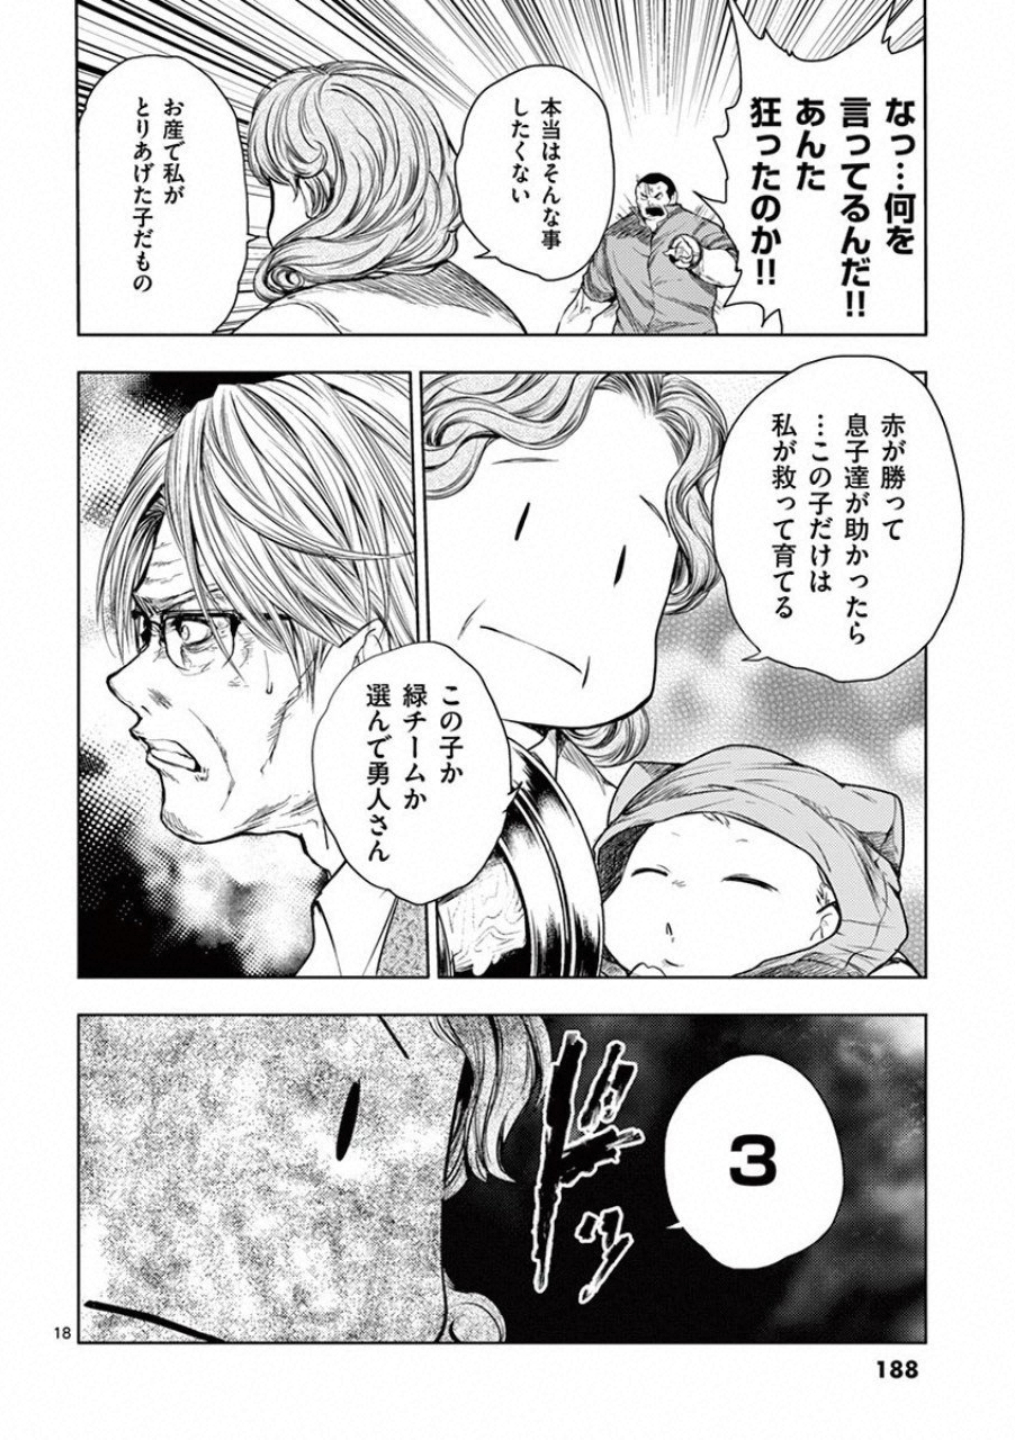 なっ…何を
言ってるんだ!!
あんた
狂ったのか!!
本当はそんな事
したくない
お産で私が
とりあげた子だもの
赤が勝って
息子達が助かったら
…この子だけは
私が救って育てる
この子か
緑チームか
選んで勇人さん
3
ドッ
18
188